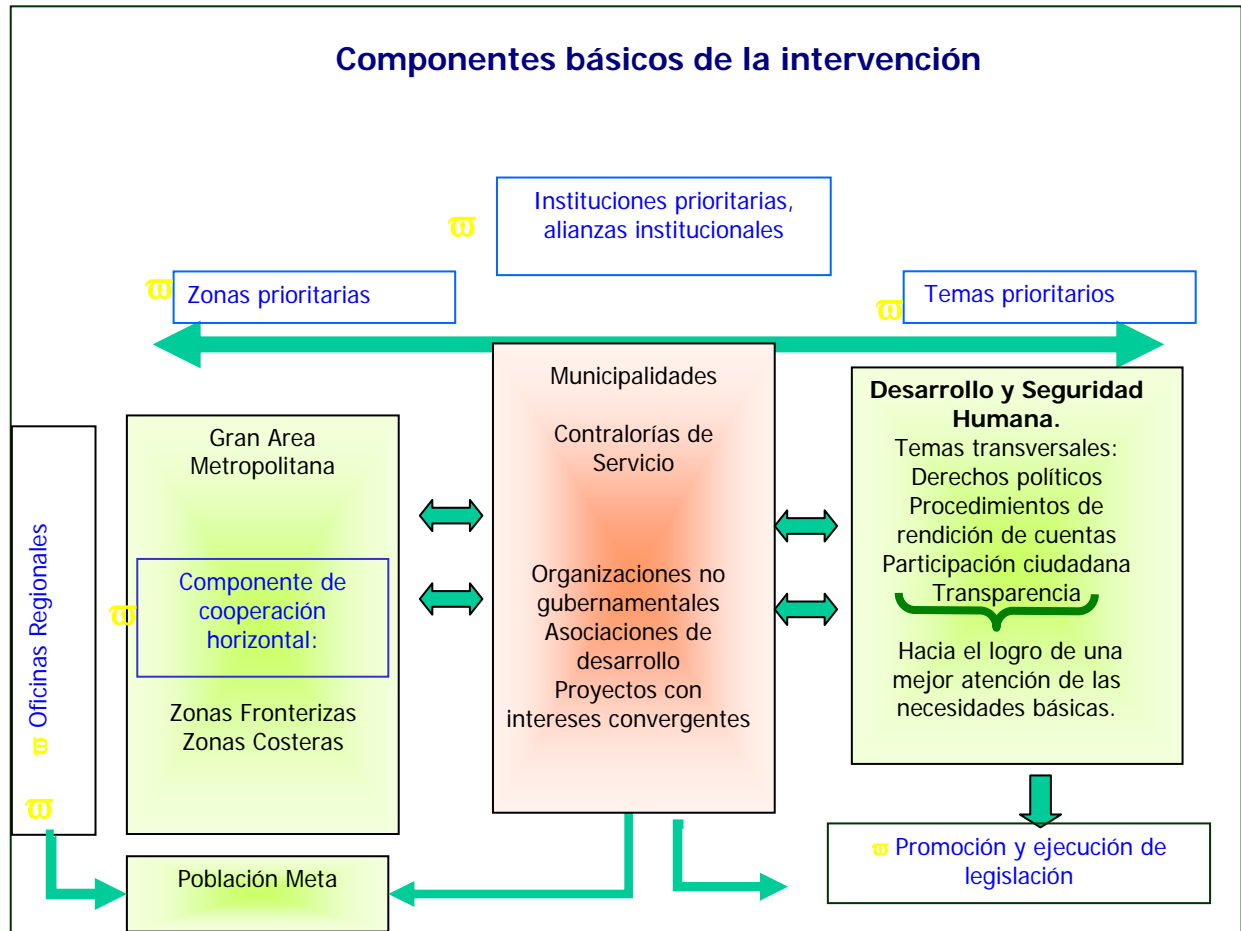 Componentes básicos de la intervención
Instituciones prioritarias,
alianzas institucionales
Zonas prioritarias
Temas prioritarios
Oficinas Regionales
Gran Area
Metropolitana
Componente de
cooperación
horizontal:
Zonas Fronterizas
Zonas Costeras
Municipalidades
Contralorías de
Servicio
Organizaciones no
gubernamentales
Asociaciones de
desarrollo
Proyectos con
intereses convergentes
Desarrollo y Seguridad
Humana.
Temas transversales:
Derechos políticos
Procedimientos de
rendición de cuentas
Participación ciudadana
Transparencia
Hacia el logro de una
mejor atención de las
necesidades básicas.
Población Meta
ϖ Promoción y ejecución de
legislación